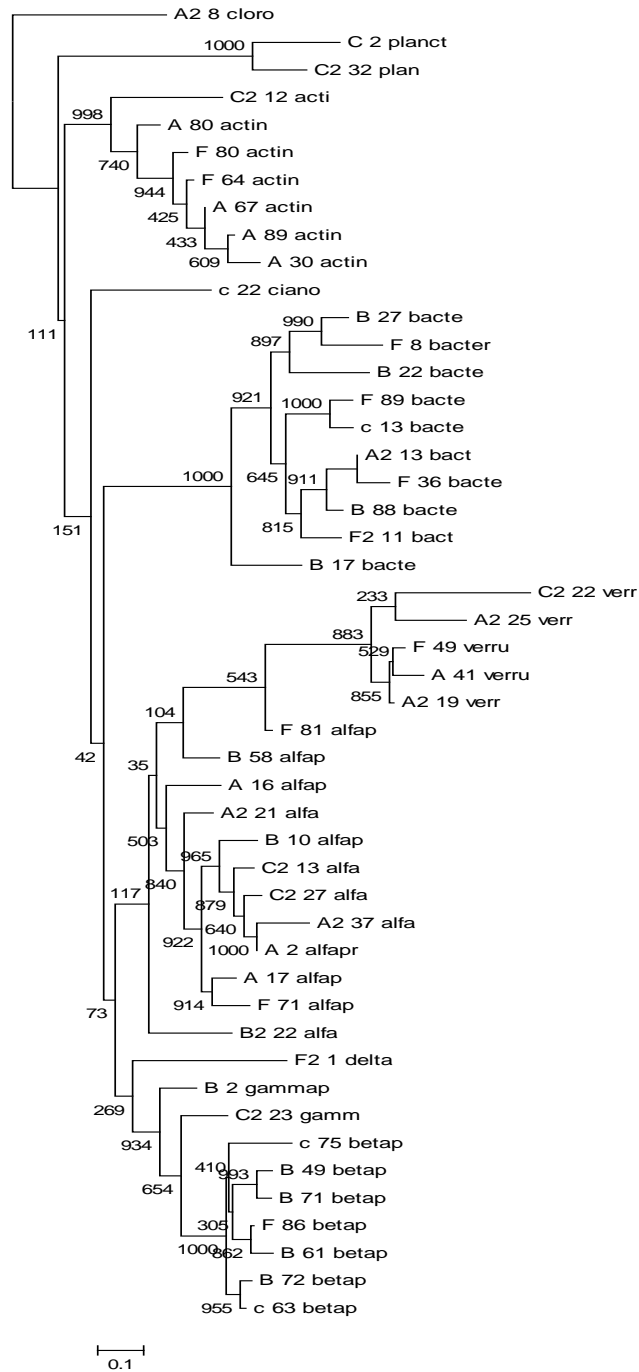 A2 8 cloro
1000
C 2 planct
C2 32 plan
C2 12 acti
998
A 80 actin
740
F 80 actin
944
F 64 actin
425
A 67 actin
433
A 89 actin
609
A 30 actin
c 22 ciano
111
B 27 bacte
990
F 8 bacter
897
B 22 bacte
921
F 89 bacte
1000
c 13 bacte
A2 13 bact
1000
645
911
F 36 bacte
B 88 bacte
151
815
F2 11 bact
B 17 bacte
C2 22 verr
233
A2 25 verr
883
529
F 49 verru
A 41 verru
543
855
A2 19 verr
104
F 81 alfap
42
35
B 58 alfap
A 16 alfap
A2 21 alfa
503
B 10 alfap
965
C2 13 alfa
840
117
C2 27 alfa
879
A2 37 alfa
640
922
1000
A 2 alfapr
A 17 alfap
914
F 71 alfap
73
B2 22 alfa
F2 1 delta
B 2 gammap
269
C2 23 gamm
934
c 75 betap
410
993
B 49 betap
654
B 71 betap
305
F 86 betap
1000
862
B 61 betap
B 72 betap
955
c 63 betap
0.1